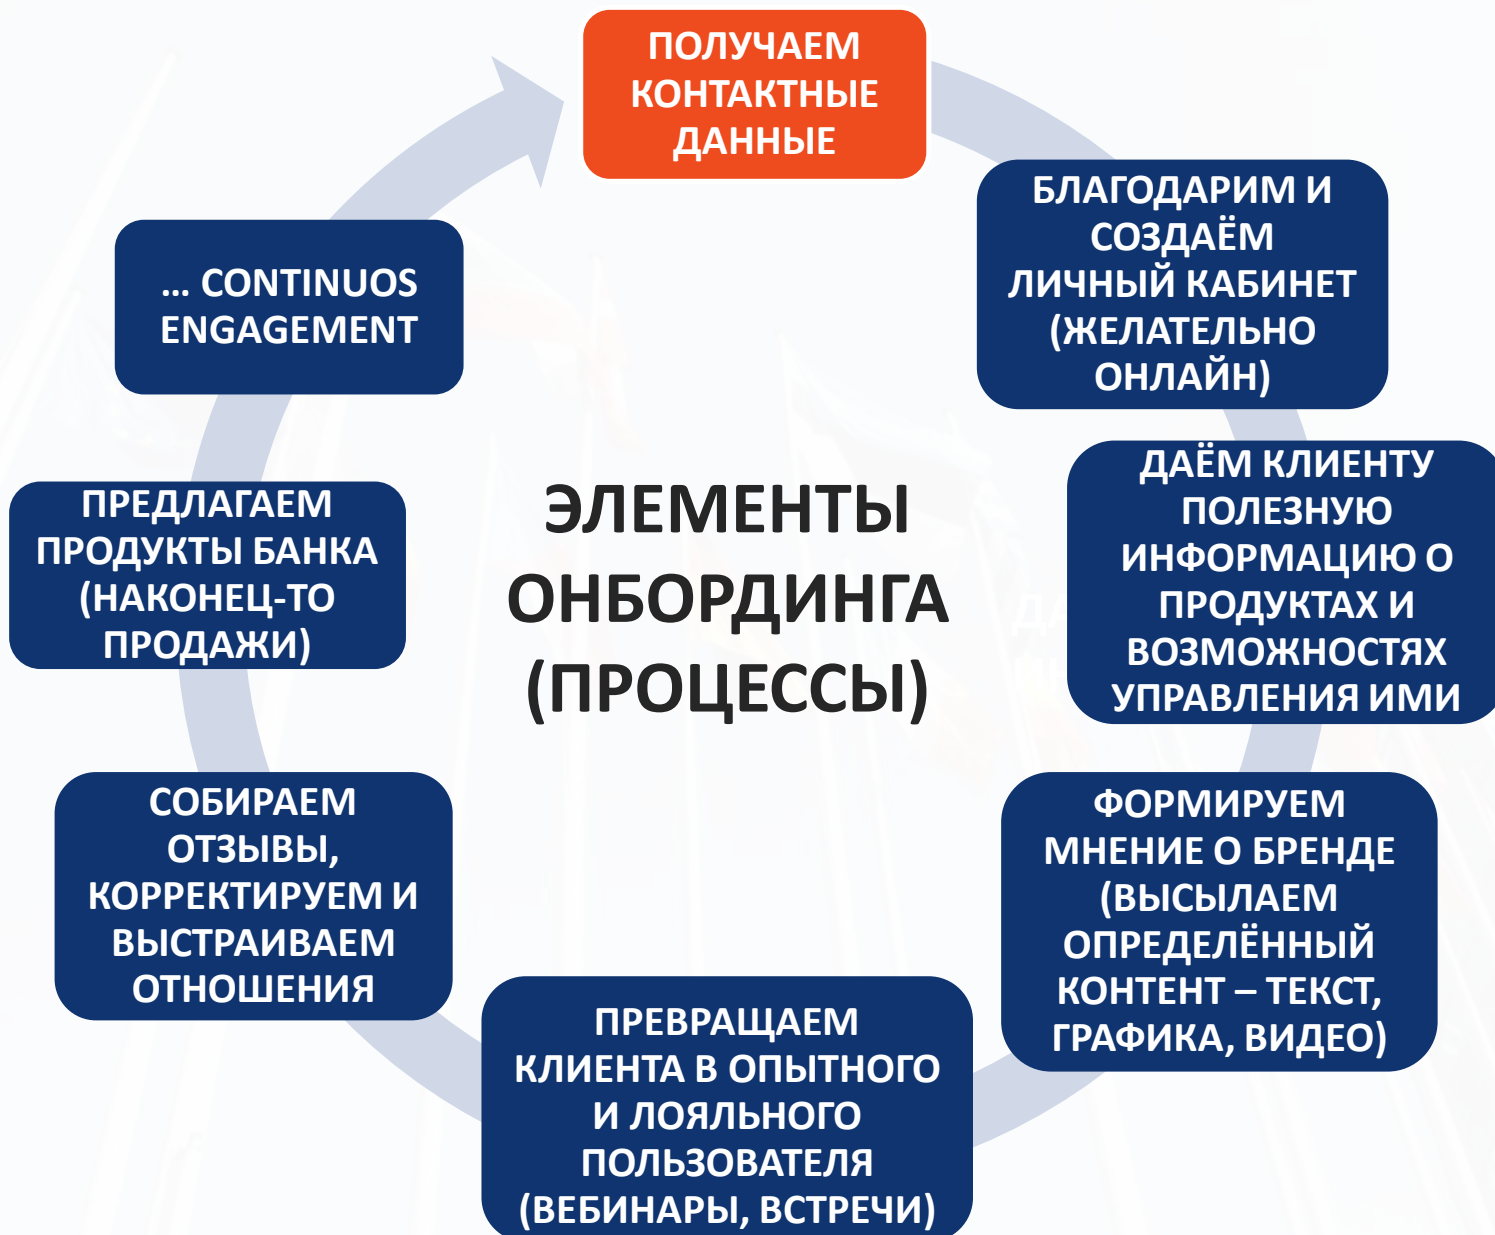 ПОЛУЧАЕМ
КОНТАКТНЫЕ
ДАННЫЕ
БЛАГОДАРИМ И
СОЗДАЁМ
ЛИЧНЫЙ КАБИНЕТ
(ЖЕЛАТЕЛЬНО
ОНЛАЙН)
ДАЁМ КЛИЕНТУ
ПОЛЕЗНУЮ
ИНФОРМАЦИЮ О
ПРОДУКТАХ И
ВОЗМОЖНОСТЯХ
УПРАВЛЕНИЯ ИМИ
ФОРМИРУЕМ
МНЕНИЕ О БРЕНДЕ
(ВЫСЫЛАЕМ
ОПРЕДЕЛЁННЫЙ
КОНТЕНТ – ТЕКСТ,
ГРАФИКА, ВИДЕО)
ПРЕВРАЩАЕМ
КЛИЕНТА В ОПЫТНОГО
И ЛОЯЛЬНОГО
ПОЛЬЗОВАТЕЛЯ
(ВЕБИНАРЫ, ВСТРЕЧИ)
СОБИРАЕМ
ОТЗЫВЫ,
КОРРЕКТИРУЕМ И
ВЫСТРАИВАЕМ
ОТНОШЕНИЯ
ПРЕДЛАГАЕМ
ПРОДУКТЫ БАНКА
(НАКОНЕЦ-ТО
ПРОДАЖИ)
... CONTINUOS
ENGAGEMENT
ЭЛЕМЕНТЫ
ОНБОРДИНГА
(ПРОЦЕССЫ)